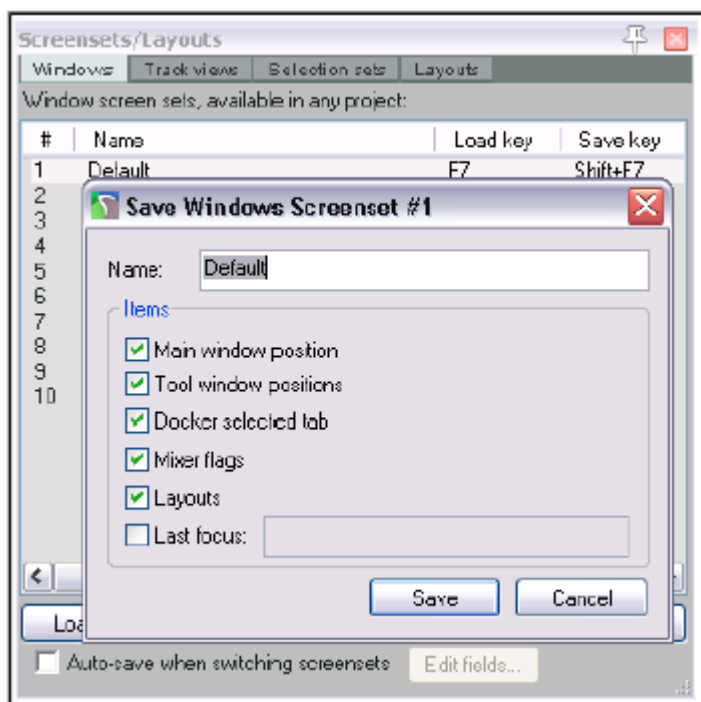 Screensets/Layouts
Windows Track views Selection sets Layouts
Window screen sets, available in any project:
# Name Load key Save key
1 Default F7 Shift+F7
2
3
4
5
6
7
8
9
10
Save Windows Screenset #1
Name: Default
Items
Main window position
Tool window positions
Docker selected tab
Mixer flags
Layouts
Last focus:
Save Cancel
Auto-save when switching screensets Edit fields...